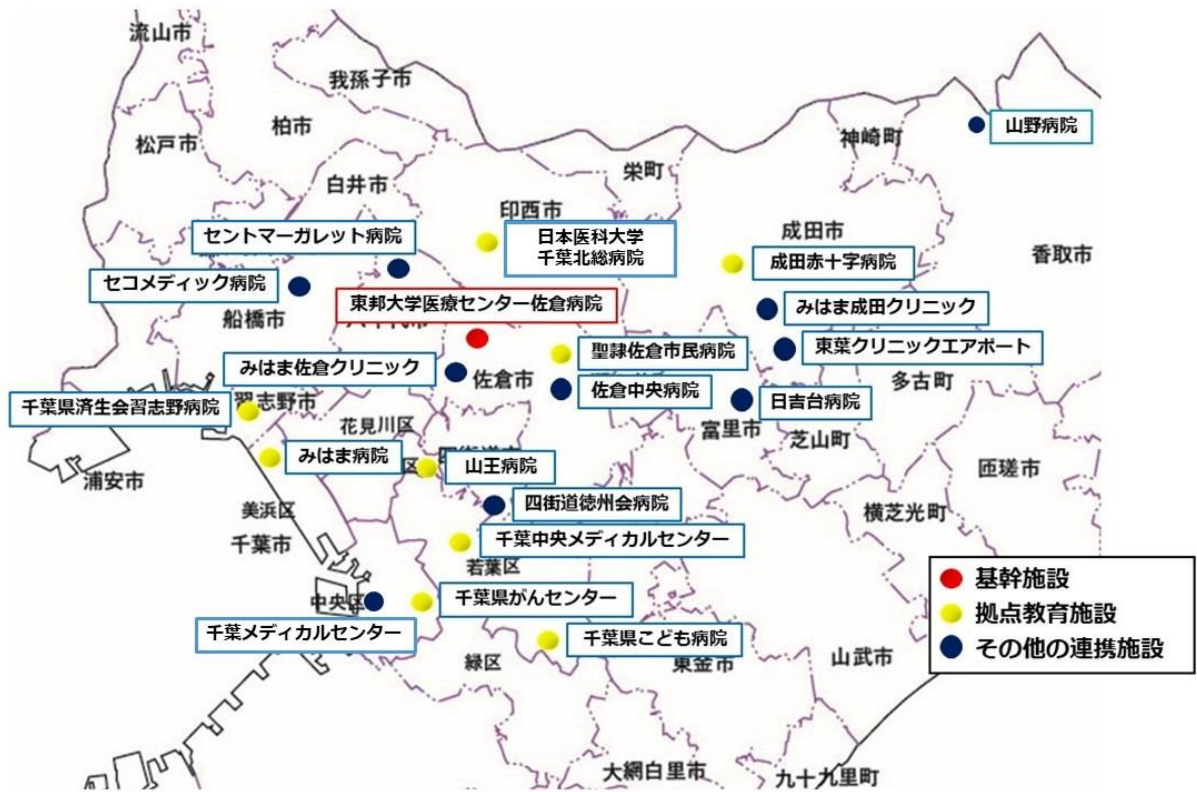 流山市
我孫子市
柏市
松戸市
神崎町
山野病院
栄町
白井市
印西市
成田市
セントマーガレット病院
日本医科大学
千葉北総病院
香取市
成田赤十字病院
セコメディック病院
東邦大学医療センター佐倉病院
みはま成田クリニック
船橋市
聖隷佐倉市民病院
東葉クリニックエアポート
みはま佐倉クリニック
佐倉市
佐倉中央病院
多古町
千葉県済生会習志野病院
習志野市
日吉台病院
花見川区
富里市
芝山町
みはま病院
区
山王病院
匝瑳市
浦安市
四街道徳州会病院
美浜区
横芝光町
千葉市
千葉中央メディカルセンター
若葉区
基幹施設
中央区
千葉県がんセンター
拠点教育施設
千葉メディカルセンター
千葉県こども病院
その他の連携施設
緑区
東金市
山武市
大網白里市
九十九里町